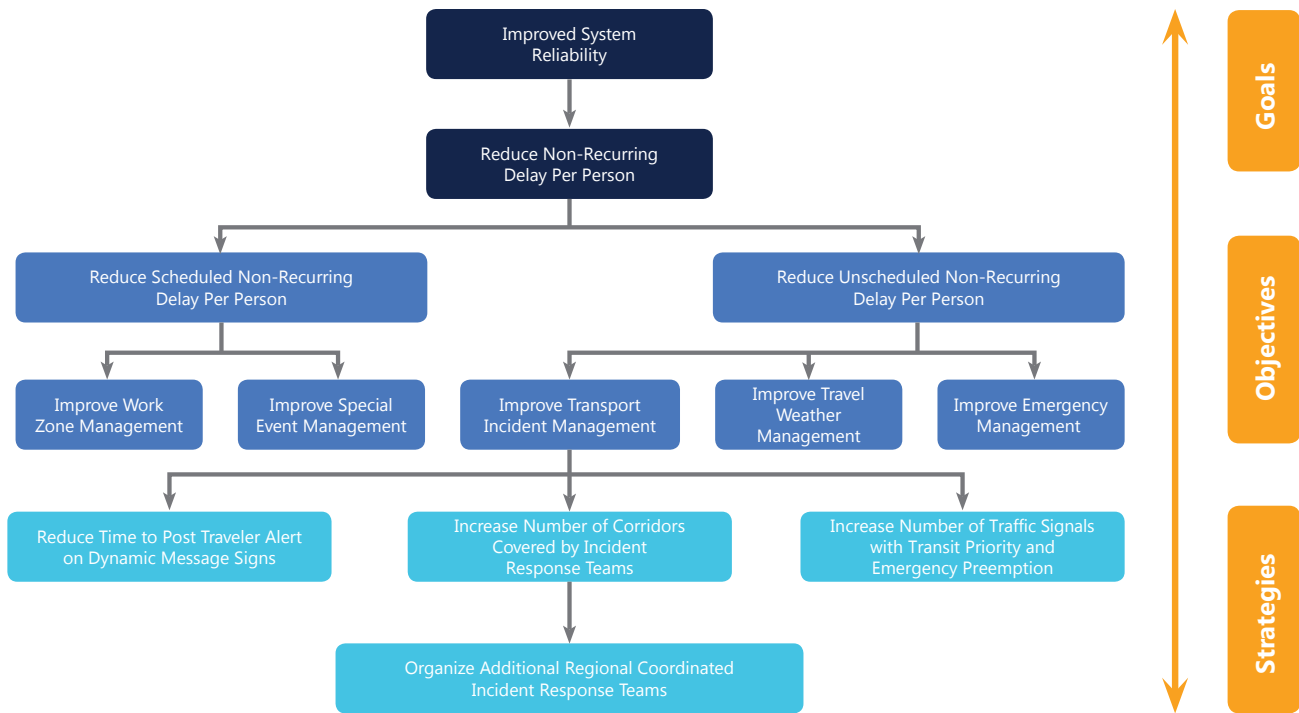 Improved System
Reliability
Goals
Reduce Non-Recurring
Delay Per Person
Reduce Scheduled Non-Recurring
Delay Per Person
Reduce Unscheduled Non-Recurring
Delay Per Person
Objectives
Improve Work
Zone Management
Improve Special
Event Management
Improve Transport
Incident Management
Improve Travel
Weather
Management
Improve Emergency
Management
Reduce Time to Post Traveler Alert
on Dynamic Message Signs
Increase Number of Corridors
Covered by Incident
Response Teams
Increase Number of Traffic Signals
with Transit Priority and
Emergency Preemption
Strategies
Organize Additional Regional Coordinated
Incident Response Teams